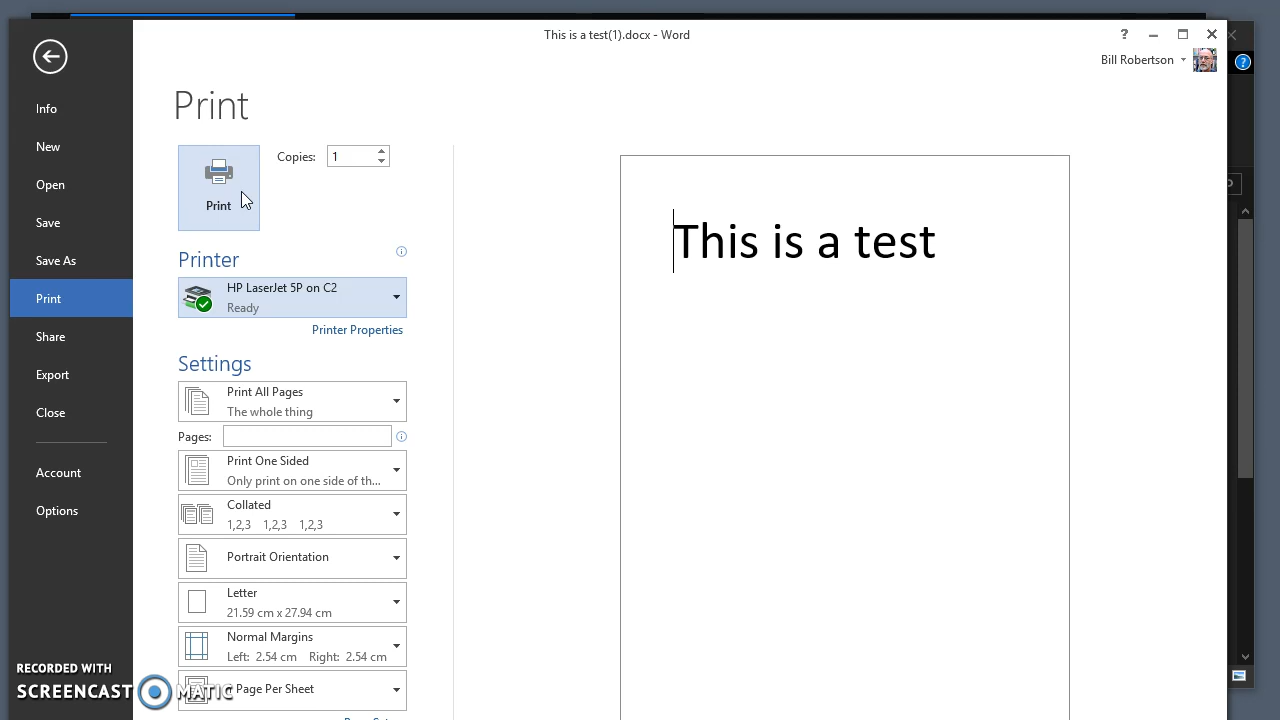 This is a test(1).docx - Word
?
Bill Robertson
?
Info
New
Open
Save
Save As
Print
Share
Export
Close
Account
Options
Print
Print
Copies: 1
Printer
HP LaserJet 5P on C2
Ready
Printer Properties
Settings
Print All Pages
The whole thing
Pages:
Print One Sided
Only print on one side of th...
Collated
1,2,3 1,2,3 1,2,3
Portrait Orientation
Letter
21.59 cm x 27.94 cm
Normal Margins
Left: 2.54 cm Right: 2.54 cm
Page Per Sheet
This is a test
RECORDED WITH
SCREENCAST MATIC